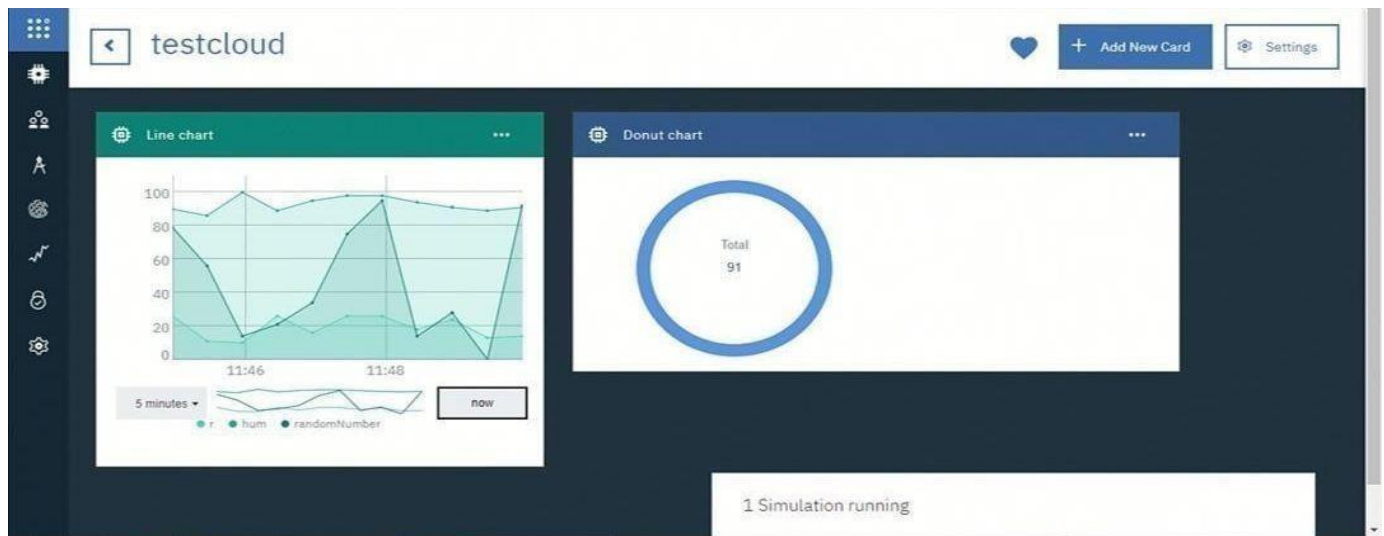 testcloud
+ Add New Card
Settings
Line chart
Donut chart
100
80
60
40
20
0
11:46
11:48
5 minutes
now
r hum randomNumber
Total
91
1 Simulation running